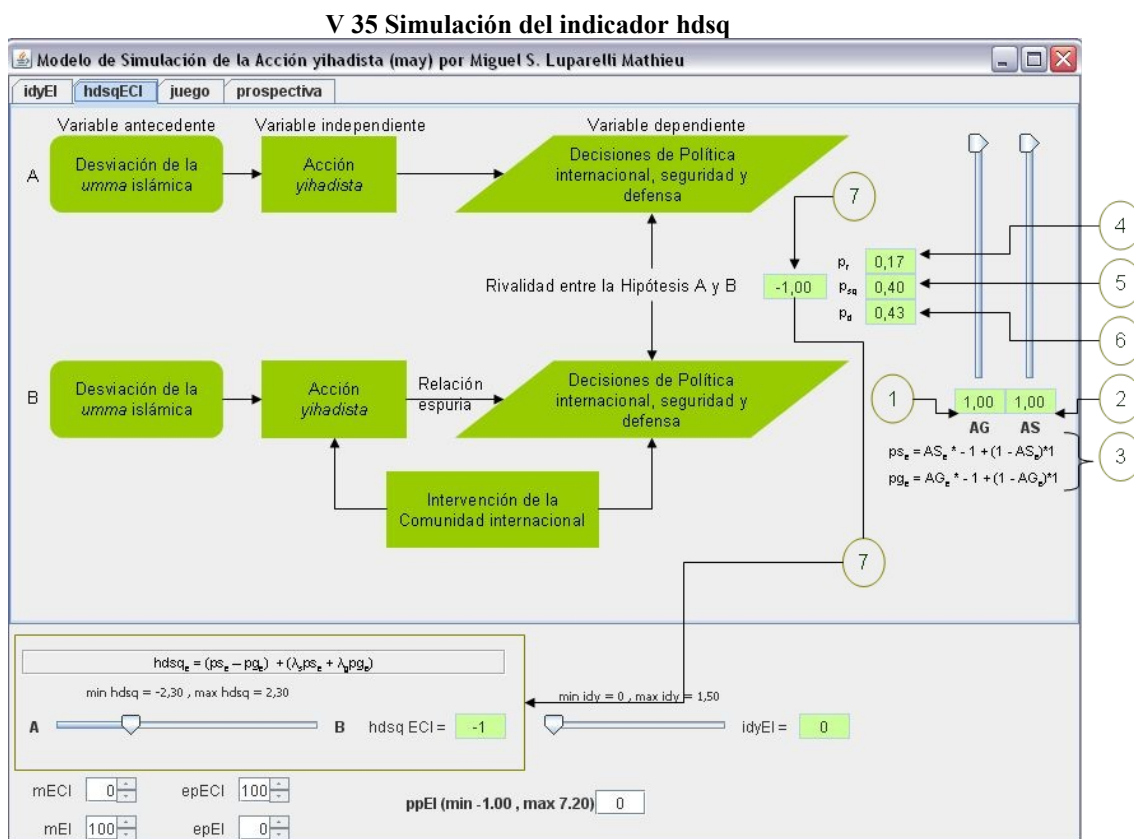 V 35 Simulación del indicador hdsq
Modelo de Simulación de la Acción yihadista (may) por Miguel S. Luparelli Mathieu
idyEI hdsqECI juego prospectiva
Variable antecedente Variable independiente Variable dependiente
A
Desviación de la
umma islámica
Acción
yihadista
Decisiones de Política
internacional, seguridad y
defensa
7
4
5
6
pr 0,17
-1,00 psq 0,40
pd 0,43
Rivalidad entre la Hipótesis A y B
B
Desviación de la
umma islámica
Acción
yihadista
Relación
espuria
Decisiones de Política
internacional, seguridad y
defensa
1 1,00 1,00 2
AG AS
pse = ASe * - 1 + (1 - ASe)*1
pge = AGe * - 1 + (1 - AGe)*1
3
Intervención de la
Comunidad internacional
7
hdsqe = (pse – pge) + (λspse + λgpge)
min hdsq = -2,30 , max hdsq = 2,30
min idy = 0 , max idy = 1,50
A B hdsq ECI = -1 idyEI = 0
mECI 0 epECI 100
ppEI (min -1.00 , max 7.20) 0
mEI 100 epEI 0